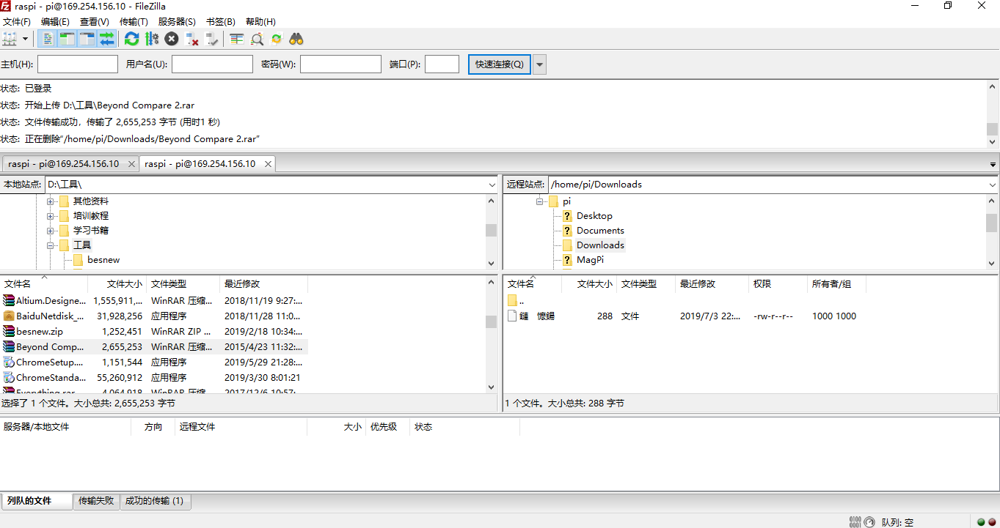 raspi - pi@169.254.156.10 - FileZilla
文件(F) 编辑(E) 查看(V) 传输(T) 服务器(S) 书签(B) 帮助(H)
主机(H): 用户名(U): 密码(W): 端口(P): 快速连接(Q)
状态: 已登录
状态: 开始上传 D:\工具\Beyond Compare 2.rar
状态: 文件传输成功，传输了 2,655,253 字节 (用时1 秒)
状态: 正在删除“/home/pi/Downloads/Beyond Compare 2.rar”
raspi - pi@169.254.156.10 raspi - pi@169.254.156.10
本地站点: D:\工具\
其他资料
培训教程
学习书籍
工具
besnew
远程站点: /home/pi/Downloads
pi
Desktop
Documents
Downloads
MagPi
文件名 文件大小 文件类型 最近修改
Altium.Designe... 1,555,911,... WinRAR 压缩... 2018/11/19 9:27:...
BaiduNetdisk_... 31,928,256 应用程序 2018/11/28 11:0...
besnew.zip 1,252,451 WinRAR ZIP ... 2019/2/18 10:34:...
Beyond Comp... 2,655,253 WinRAR 压缩... 2015/4/23 11:32:...
ChromeSetup.... 1,151,544 应用程序 2019/5/29 21:28:...
ChromeStanda... 55,260,912 应用程序 2019/3/30 8:01:21
Everything.rar 4,064,918 WinRAR 压缩... 2017/12/6 10:57:...
选择了 1 个文件。大小总共: 2,655,253 字节
文件名 文件大小 文件类型 最近修改 权限 所有者/组
..
288 文件 2019/7/3 22:... -rw-r--r-- 1000 1000
1 个文件。大小总共: 288 字节
服务器/本地文件 方向 远程文件 大小 优先级 状态
列队的文件 传输失败 成功的传输 (1)
队列: 空